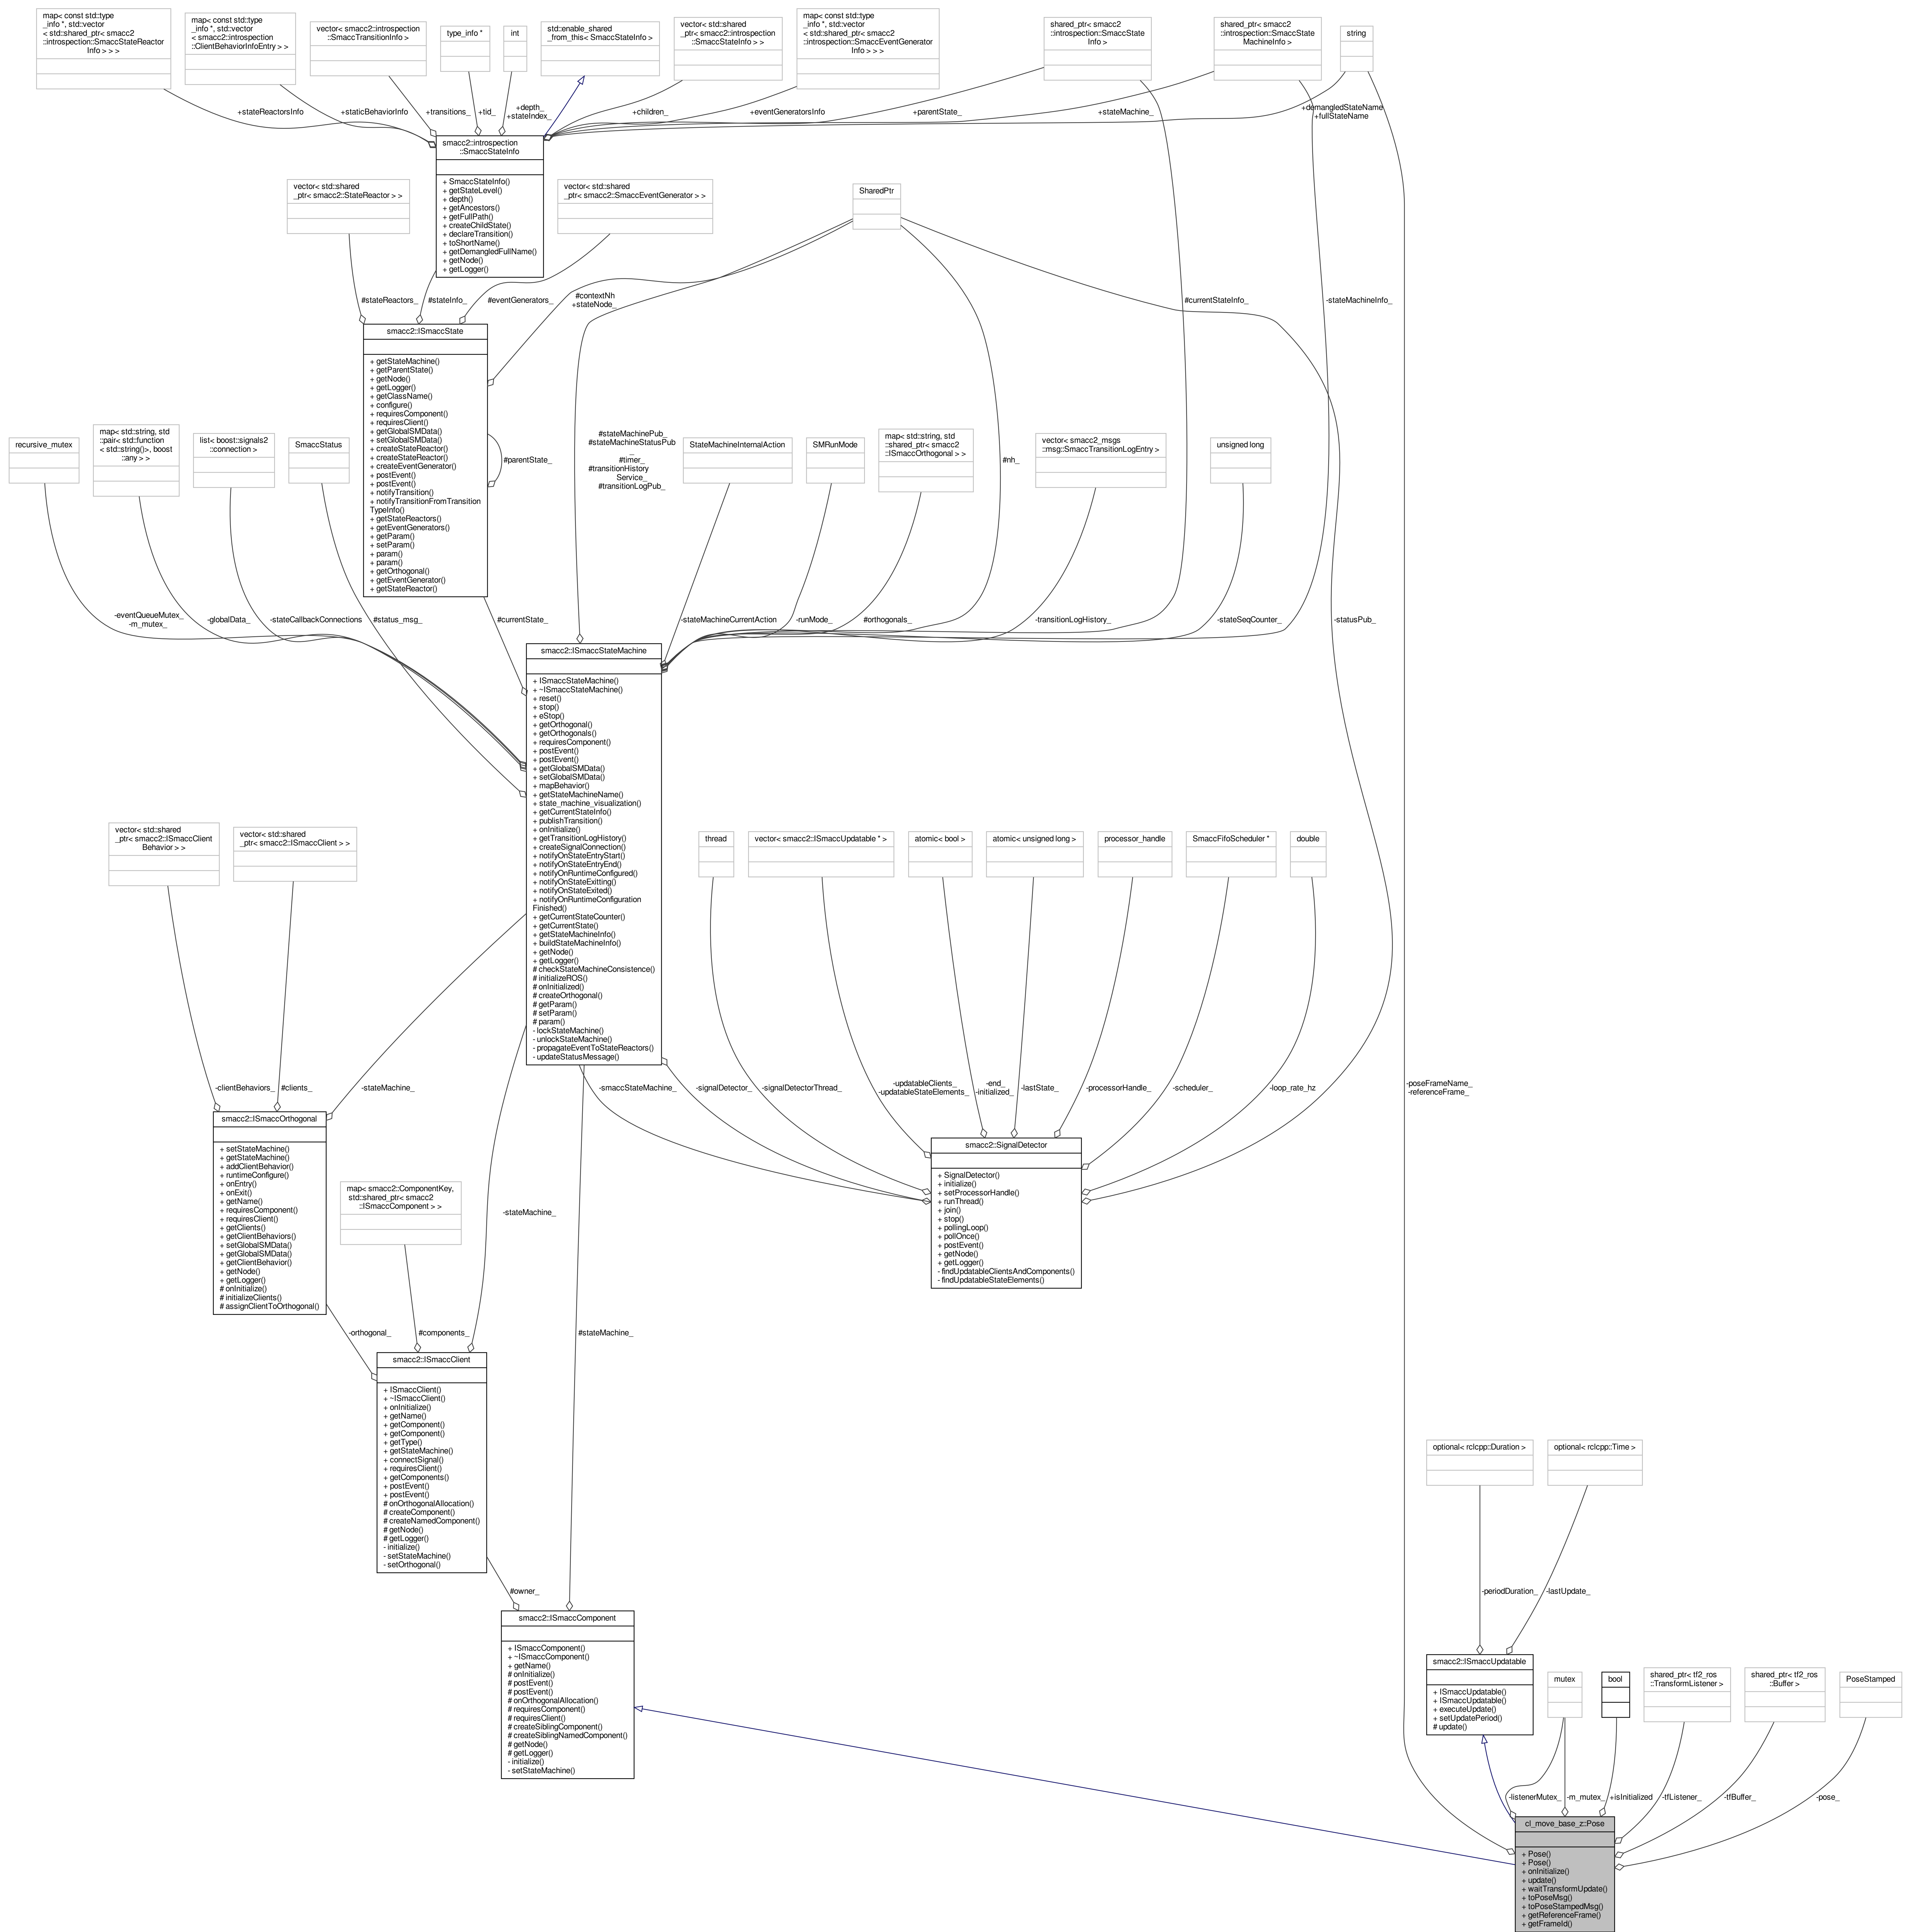 map< const std::type
_info *, std::vector
< std::shared_ptr< smacc2
::introspection::SmaccStateReactor
Info > > >
map< const std::type
_info *, std::vector
< smacc2::introspection
::ClientBehaviorInfoEntry > >
vector< smacc2::introspection
::SmaccTransitionInfo >
type_info *
int
std::enable_shared
_from_this< SmaccStateInfo >
vector< std::shared
_ptr< smacc2::introspection
::SmaccStateInfo > >
map< const std::type
_info *, std::vector
< std::shared_ptr< smacc2
::introspection::SmaccEventGenerator
Info > > >
shared_ptr< smacc2
::introspection::SmaccState
Info >
shared_ptr< smacc2
::introspection::SmaccState
MachineInfo >
string
+stateReactorsInfo
+staticBehaviorInfo
+transitions_
+tid_
+depth_
+stateIndex_
+children_
+eventGeneratorsInfo
+parentState_
+stateMachine_
+demangledStateName
+fullStateName
smacc2::introspection
::SmaccStateInfo
+ SmaccStateInfo()
+ getStateLevel()
+ depth()
+ getAncestors()
+ getFullPath()
+ createChildState()
+ declareTransition()
+ toShortName()
+ getDemangledFullName()
+ getNode()
+ getLogger()
vector< std::shared
_ptr< smacc2::StateReactor > >
vector< std::shared
_ptr< smacc2::SmaccEventGenerator > >
SharedPtr
#stateReactors_
#stateInfo_
#eventGenerators_
#contextNh
+stateNode_
#currentStateInfo_
-stateMachineInfo_
smacc2::ISmaccState
+ getStateMachine()
+ getParentState()
+ getNode()
+ getLogger()
+ getClassName()
+ configure()
+ requiresComponent()
+ requiresClient()
+ getGlobalSMData()
+ setGlobalSMData()
+ createStateReactor()
+ createStateReactor()
+ createEventGenerator()
+ postEvent()
+ postEvent()
+ notifyTransition()
+ notifyTransitionFromTransition
TypeInfo()
+ getStateReactors()
+ getEventGenerators()
+ getParam()
+ setParam()
+ param()
+ param()
+ getOrthogonal()
+ getEventGenerator()
+ getStateReactor()
#parentState_
recursive_mutex
map< std::string, std
::pair< std::function
< std::string()>, boost
::any > >
list< boost::signals2
::connection >
SmaccStatus
#stateMachinePub_
#stateMachineStatusPub
_
#timer_
#transitionHistory
Service_
#transitionLogPub_
StateMachineInternalAction
SMRunMode
map< std::string, std
::shared_ptr< smacc2
::ISmaccOrthogonal > >
#nh_
vector< smacc2_msgs
::msg::SmaccTransitionLogEntry >
unsigned long
-eventQueueMutex_
-m_mutex_
-globalData_
-stateCallbackConnections
#status_msg_
#currentState_
-stateMachineCurrentAction
-runMode_
#orthogonals_
-transitionLogHistory_
-stateSeqCounter_
-statusPub_
smacc2::ISmaccStateMachine
+ ISmaccStateMachine()
+ ~ISmaccStateMachine()
+ reset()
+ stop()
+ eStop()
+ getOrthogonal()
+ getOrthogonals()
+ requiresComponent()
+ postEvent()
+ postEvent()
+ getGlobalSMData()
+ setGlobalSMData()
+ mapBehavior()
+ getStateMachineName()
+ state_machine_visualization()
+ getCurrentStateInfo()
+ publishTransition()
+ onInitialize()
+ getTransitionLogHistory()
+ createSignalConnection()
+ notifyOnStateEntryStart()
+ notifyOnStateEntryEnd()
+ notifyOnRuntimeConfigured()
+ notifyOnStateExitting()
+ notifyOnStateExited()
+ notifyOnRuntimeConfiguration
Finished()
+ getCurrentStateCounter()
+ getCurrentState()
+ getStateMachineInfo()
+ buildStateMachineInfo()
+ getNode()
+ getLogger()
# checkStateMachineConsistence()
# initializeROS()
# onInitialized()
# createOrthogonal()
# getParam()
# setParam()
# param()
- lockStateMachine()
- unlockStateMachine()
- propagateEventToStateReactors()
- updateStatusMessage()
vector< std::shared
_ptr< smacc2::ISmaccClient
Behavior > >
vector< std::shared
_ptr< smacc2::ISmaccClient > >
thread
vector< smacc2::ISmaccUpdatable * >
atomic< bool >
atomic< unsigned long >
processor_handle
SmaccFifoScheduler *
double
-clientBehaviors_
#clients_
-stateMachine_
-smaccStateMachine_
-signalDetector_
-signalDetectorThread_
-updatableClients_
-updatableStateElements_
-end_
-initialized_
-lastState_
-processorHandle_
-scheduler_
-loop_rate_hz
-poseFrameName_
-referenceFrame_
smacc2::ISmaccOrthogonal
+ setStateMachine()
+ getStateMachine()
+ addClientBehavior()
+ runtimeConfigure()
+ onEntry()
+ onExit()
+ getName()
+ requiresComponent()
+ requiresClient()
+ getClients()
+ getClientBehaviors()
+ setGlobalSMData()
+ getGlobalSMData()
+ getClientBehavior()
+ getNode()
+ getLogger()
# onInitialize()
# initializeClients()
# assignClientToOrthogonal()
smacc2::SignalDetector
+ SignalDetector()
+ initialize()
+ setProcessorHandle()
+ runThread()
+ join()
+ stop()
+ pollingLoop()
+ pollOnce()
+ postEvent()
+ getNode()
+ getLogger()
- findUpdatableClientsAndComponents()
- findUpdatableStateElements()
map< smacc2::ComponentKey,
std::shared_ptr< smacc2
::ISmaccComponent > >
-stateMachine_
-orthogonal_
#components_
#stateMachine_
smacc2::ISmaccClient
+ ISmaccClient()
+ ~ISmaccClient()
+ onInitialize()
+ getName()
+ getComponent()
+ getComponent()
+ getType()
+ getStateMachine()
+ connectSignal()
+ requiresClient()
+ getComponents()
+ postEvent()
+ postEvent()
# onOrthogonalAllocation()
# createComponent()
# createNamedComponent()
# getNode()
# getLogger()
- initialize()
- setStateMachine()
- setOrthogonal()
optional< rclcpp::Duration >
optional< rclcpp::Time >
#owner_
-periodDuration_
-lastUpdate_
smacc2::ISmaccComponent
+ ISmaccComponent()
+ ~ISmaccComponent()
+ getName()
# onInitialize()
# postEvent()
# postEvent()
# onOrthogonalAllocation()
# requiresComponent()
# requiresClient()
# createSiblingComponent()
# createSiblingNamedComponent()
# getNode()
# getLogger()
- initialize()
- setStateMachine()
smacc2::ISmaccUpdatable
+ ISmaccUpdatable()
+ ISmaccUpdatable()
+ executeUpdate()
+ setUpdatePeriod()
# update()
mutex
bool
shared_ptr< tf2_ros
::TransformListener >
shared_ptr< tf2_ros
::Buffer >
PoseStamped
-listenerMutex_
-m_mutex_
+isInitialized
-tfListener_
-tfBuffer_
-pose_
cl_move_base_z::Pose
+ Pose()
+ Pose()
+ onInitialize()
+ update()
+ waitTransformUpdate()
+ toPoseMsg()
+ toPoseStampedMsg()
+ getReferenceFrame()
+ getFrameId()